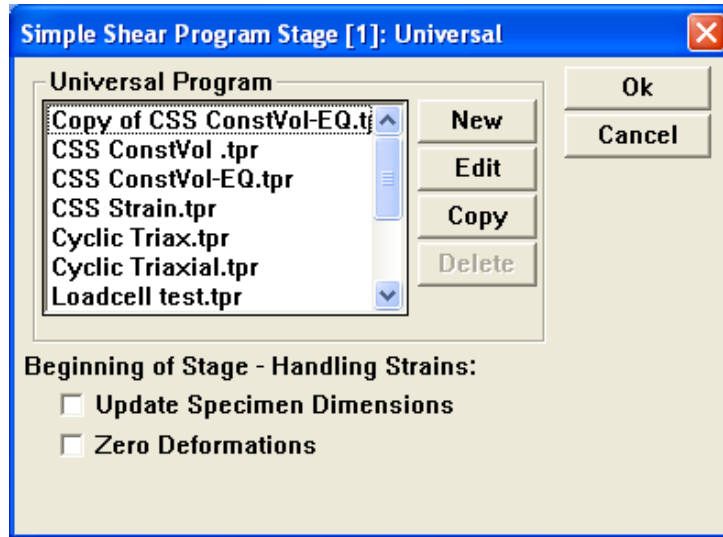 Simple Shear Program Stage [1]: Universal
Universal Program
Copy of CSS ConstVol-EQ.t
CSS ConstVol .tpr
CSS ConstVol-EQ.tpr
CSS Strain.tpr
Cyclic Triax.tpr
Cyclic Triaxial.tpr
Loadcell test.tpr
New
Edit
Copy
Delete
Ok
Cancel
Beginning of Stage - Handling Strains:
Update Specimen Dimensions
Zero Deformations